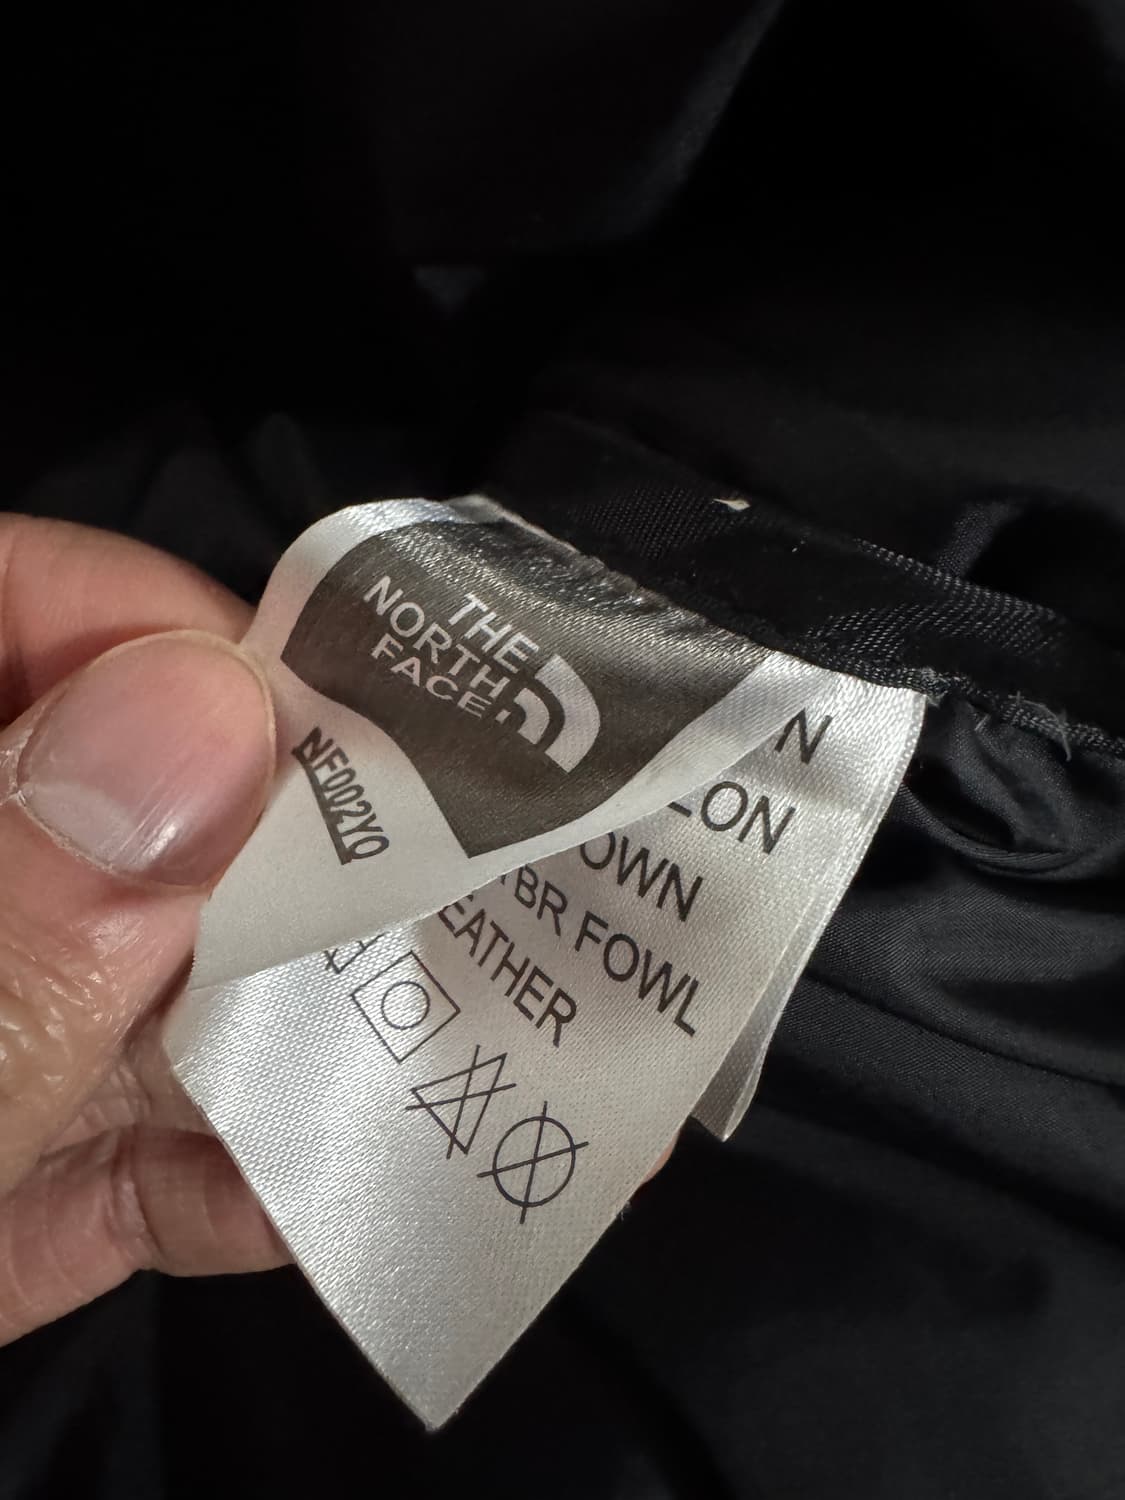 THE
NORTH
FACE
NF002Y0
N
LON
OWN
BR FOWL
EATHER